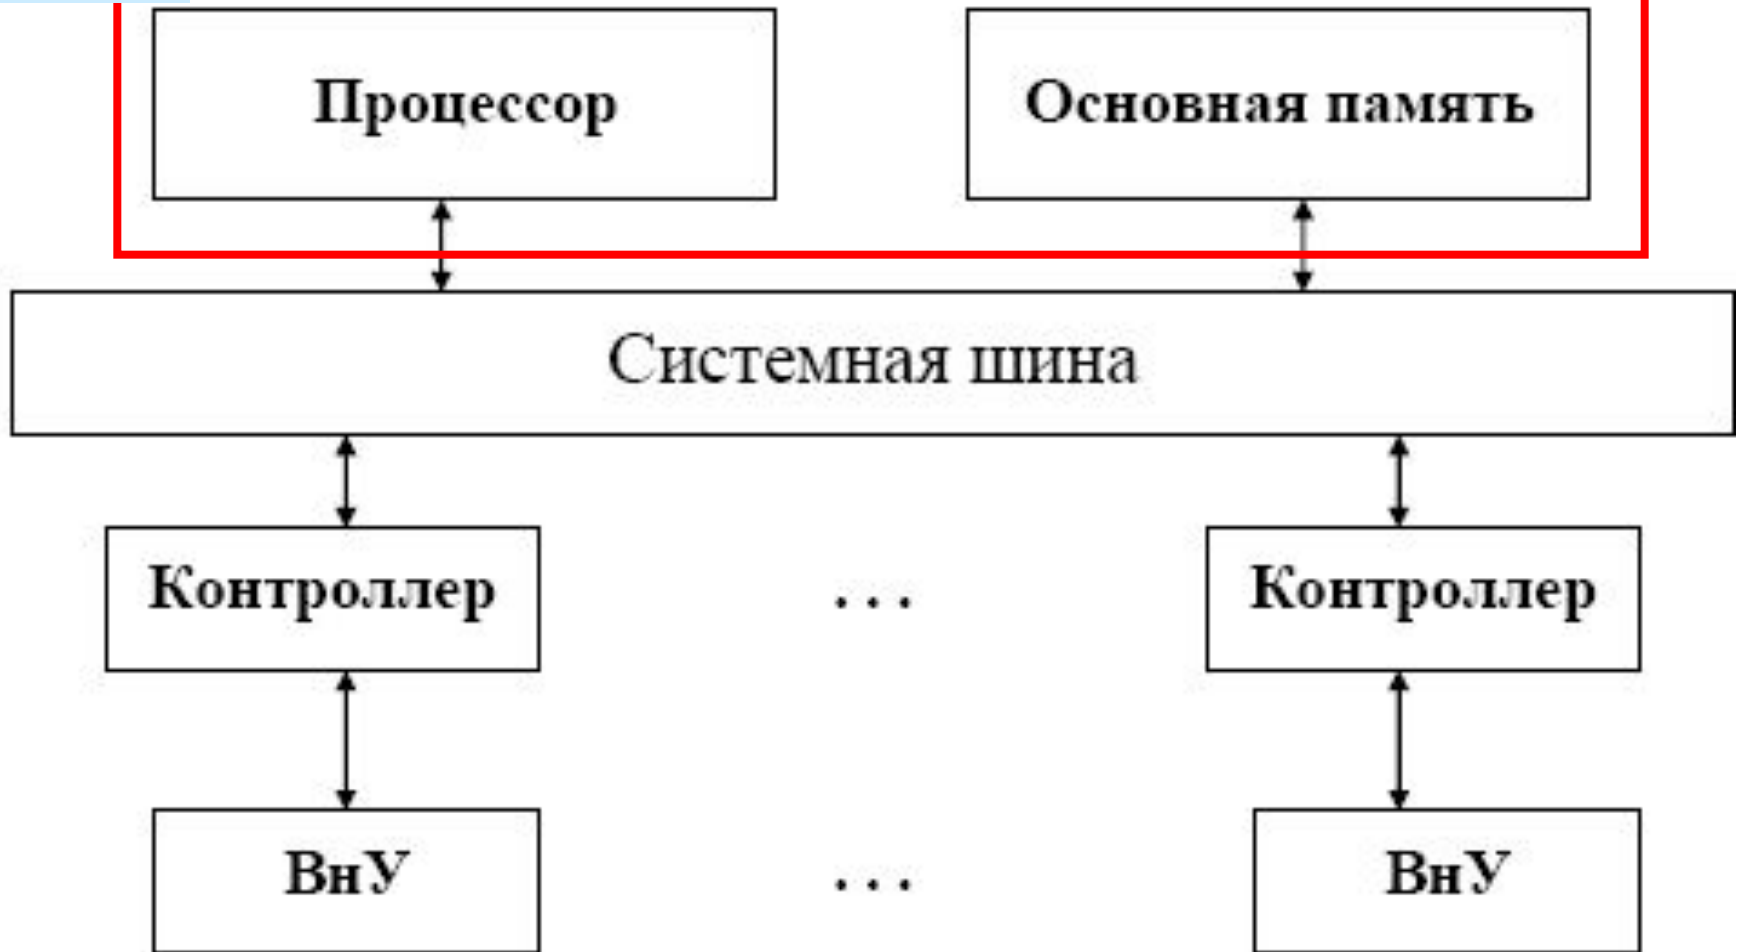 Процессор
Основная память
Системная шина
Контроллер
. . .
Контроллер
ВнУ
. . .
ВнУ